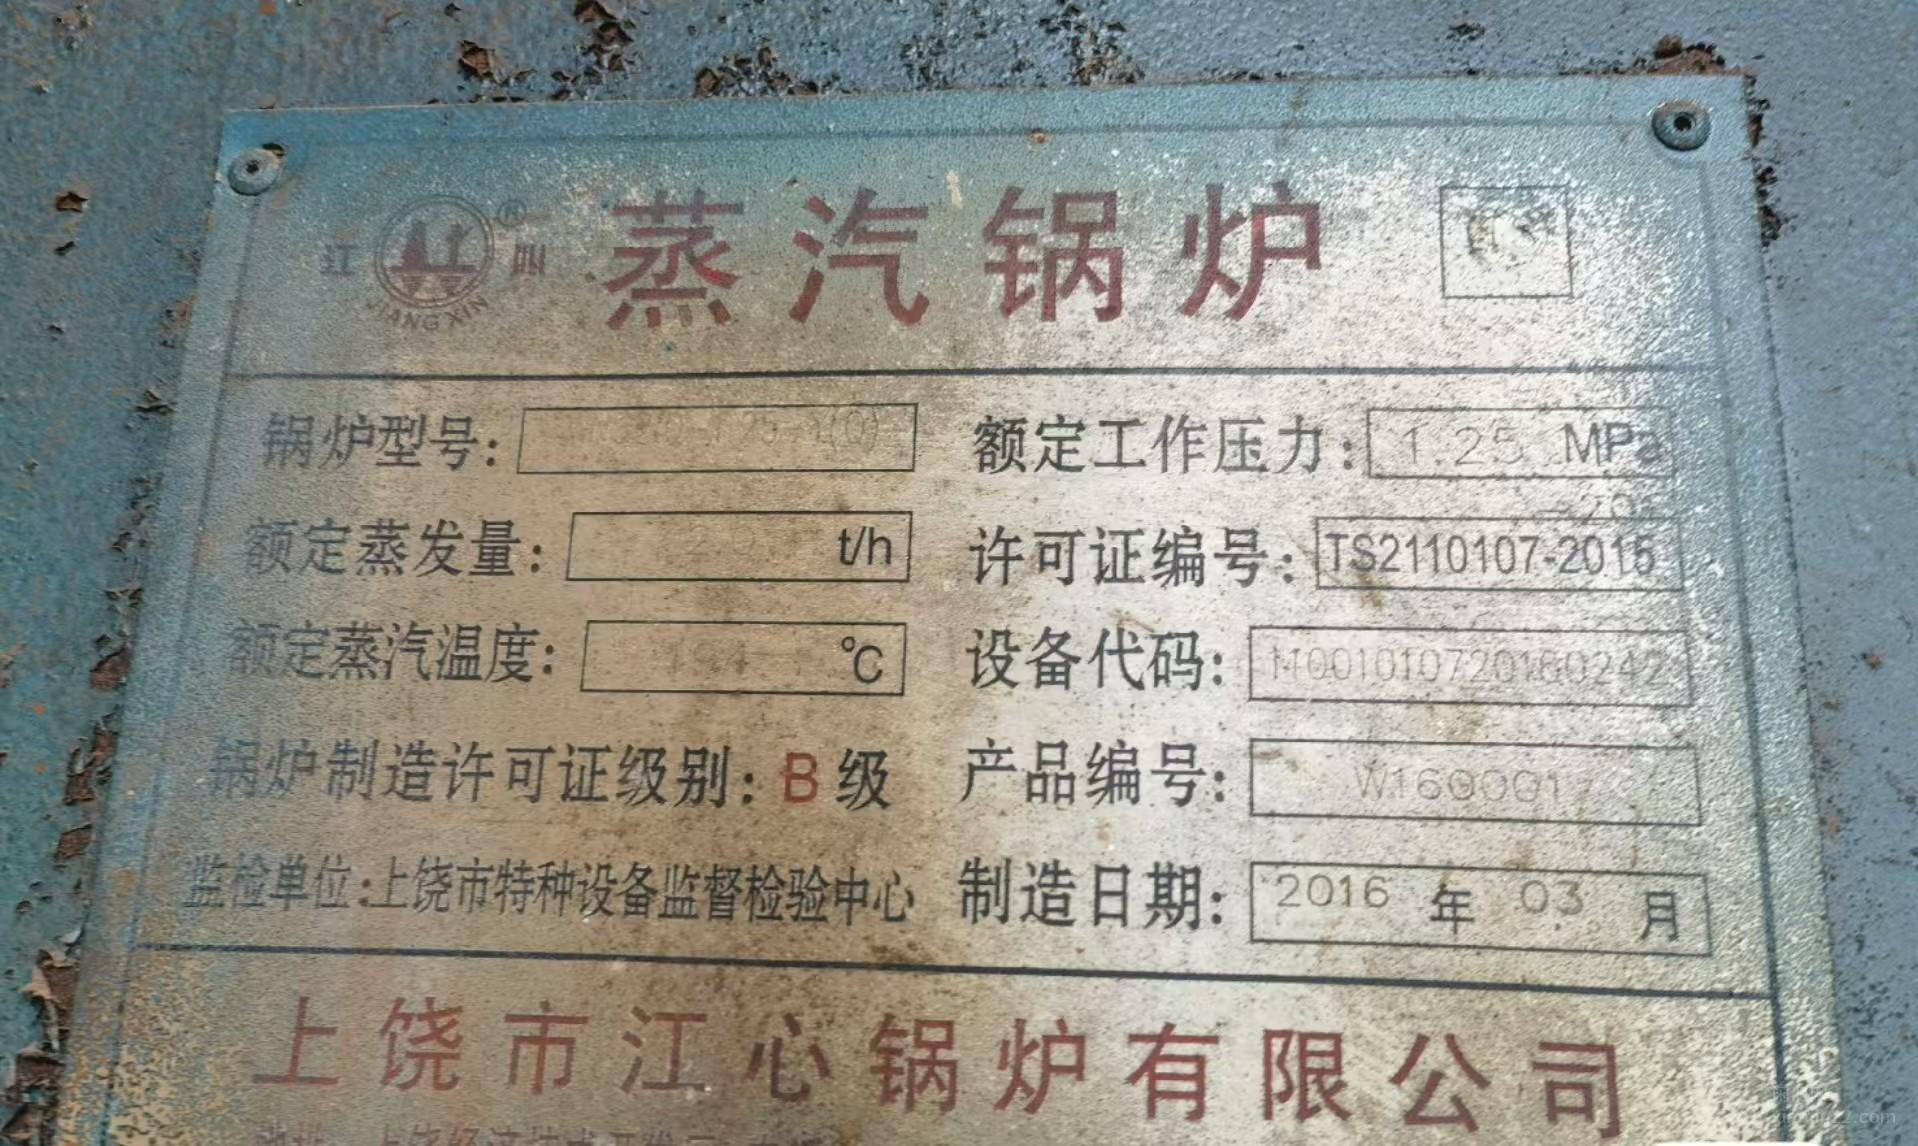 江 JIANG XIN ®
蒸汽锅炉
锅炉型号: 额定工作压力: 1.25 MPa
额定蒸发量: t/h 许可证编号: TS2110107-2015
额定蒸汽温度: 194 ℃ 设备代码: 11001010720160242
锅炉制造许可证级别: B 级 产品编号: W160001
监检单位:上饶市特种设备监督检验中心 制造日期: 2016 年 03 月
上饶市江心锅炉有限公司